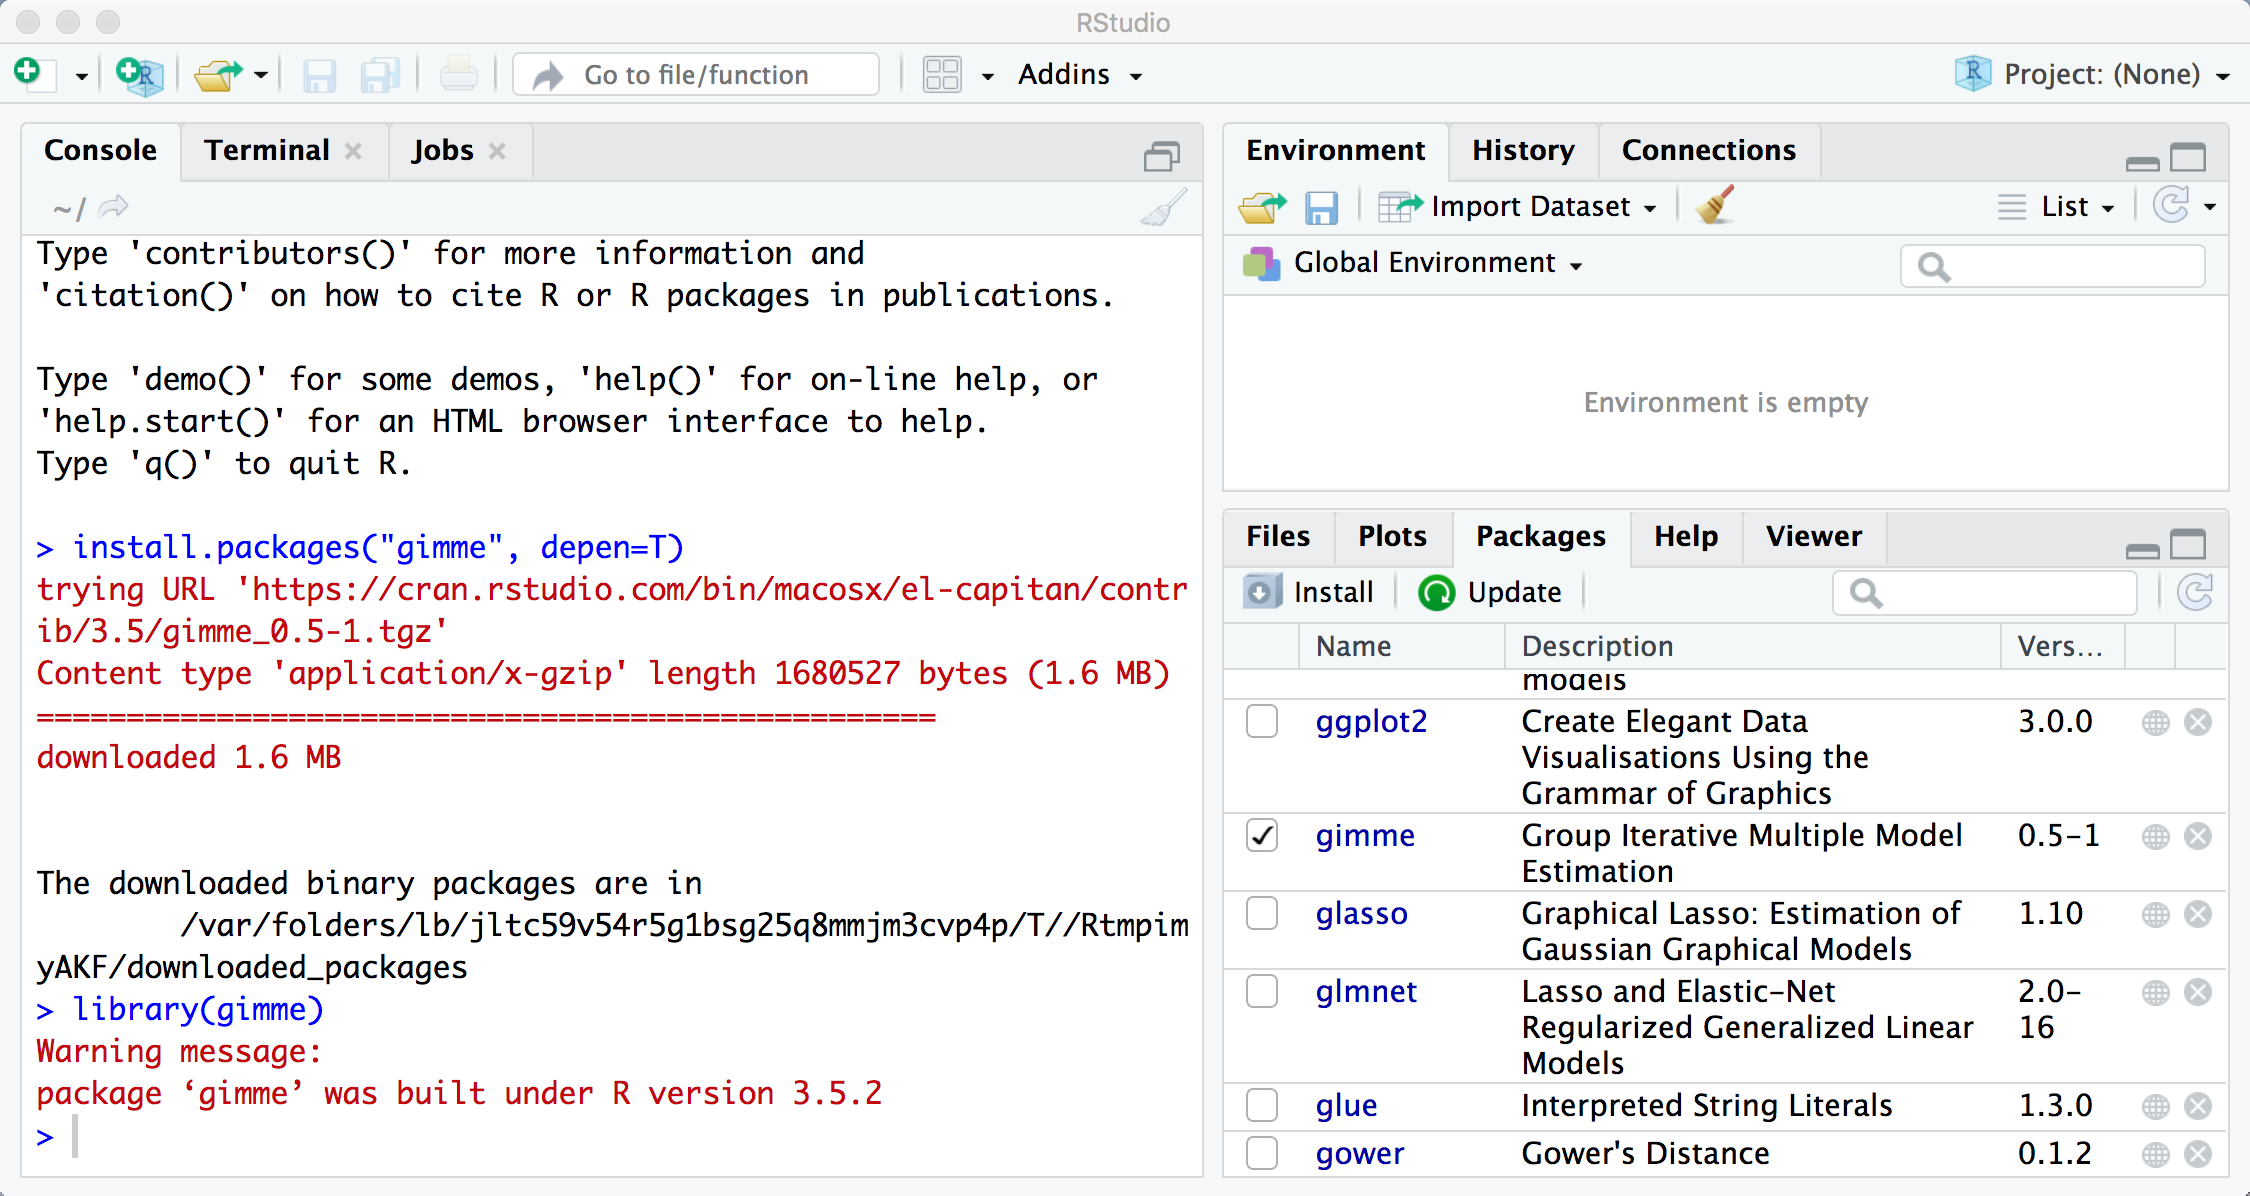 RStudio
Go to file/function
Addins
Project: (None)
Console
Terminal
Jobs
~/
Type 'contributors()' for more information and
'citation()' on how to cite R or R packages in publications.
Type 'demo()' for some demos, 'help()' for on-line help, or
'help.start()' for an HTML browser interface to help.
Type 'q()' to quit R.
> install.packages("gimme", depen=T)
trying URL 'https://cran.rstudio.com/bin/macosx/el-capitan/contr
ib/3.5/gimme_0.5-1.tgz'
Content type 'application/x-gzip' length 1680527 bytes (1.6 MB)
==================================================
downloaded 1.6 MB
The downloaded binary packages are in
/var/folders/lb/jltc59v54r5g1bsg25q8mmjm3cvp4p/T//Rtmpim
yAKF/downloaded_packages
> library(gimme)
Warning message:
package ‘gimme’ was built under R version 3.5.2
>
Environment
History
Connections
Import Dataset
List
Global Environment
Environment is empty
Files
Plots
Packages
Help
Viewer
Install
Update
Name
Description
Vers...
models
ggplot2
Create Elegant Data
Visualisations Using the
Grammar of Graphics
3.0.0
gimme
Group Iterative Multiple Model
Estimation
0.5-1
glasso
Graphical Lasso: Estimation of
Gaussian Graphical Models
1.10
glmnet
Lasso and Elastic-Net
Regularized Generalized Linear
Models
2.0-
16
glue
Interpreted String Literals
1.3.0
gower
Gower's Distance
0.1.2